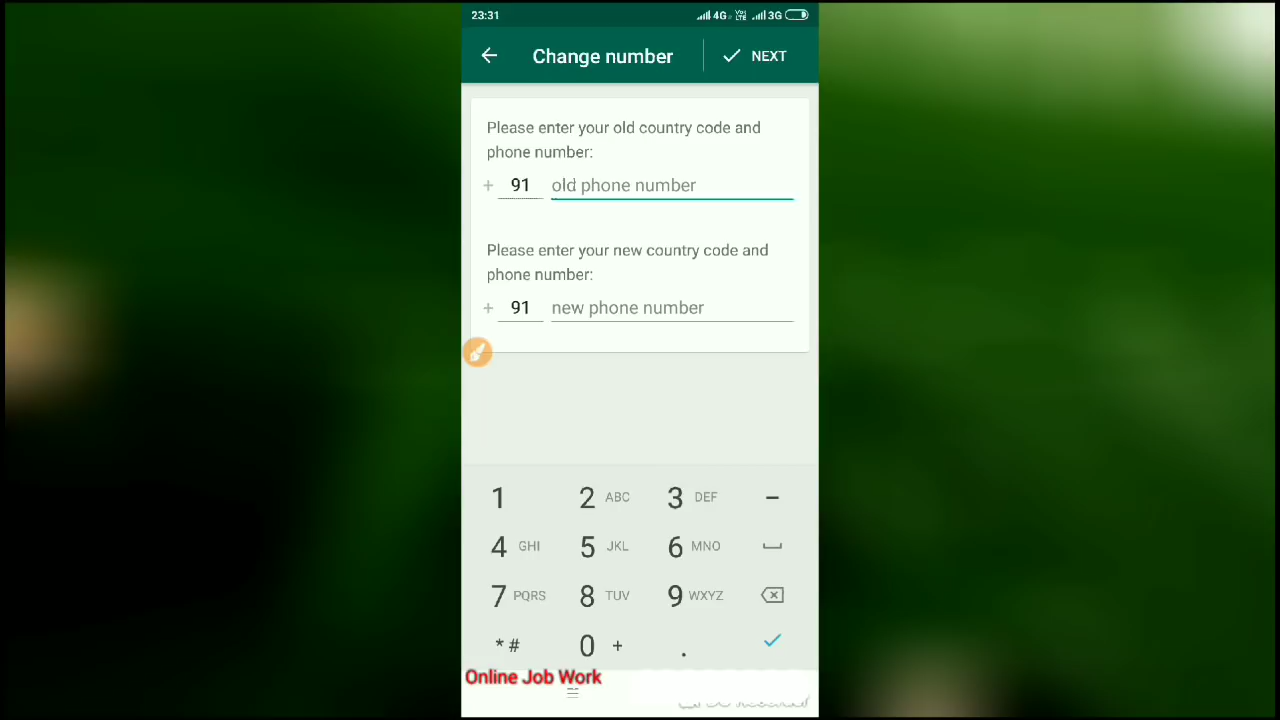 23:31 4G VoLTE 3G
Change number NEXT
Please enter your old country code and
phone number:
+ 91 old phone number
Please enter your new country code and
phone number:
+ 91 new phone number
1 2 ABC 3 DEF –
4 GHI 5 JKL 6 MNO
7 PQRS 8 TUV 9 WXYZ
* # 0 + .
Online Job Work